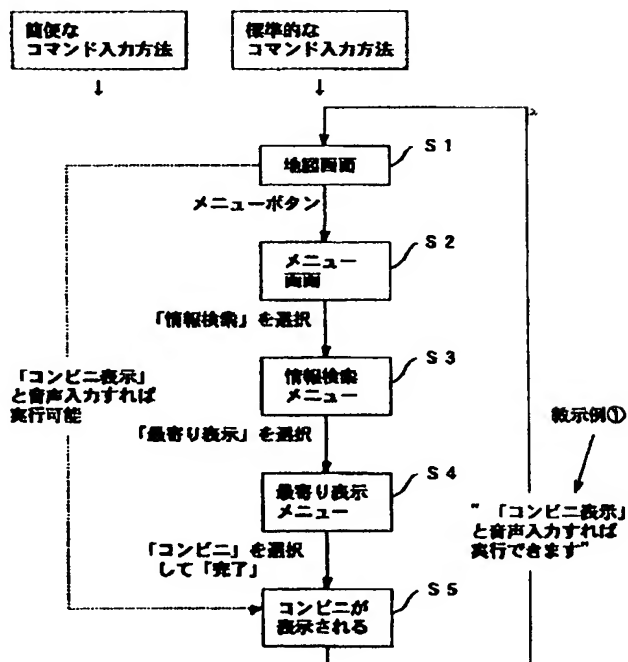 簡便な
コマンド入力方法
↓
標準的な
コマンド入力方法
↓
S1
地図画面
メニューボタン
S2
メニュー
画面
「情報検索」を選択
S3
情報検索
メニュー
「コンビニ表示」
と音声入力すれば
実行可能
「最寄り表示」を選択
教示例①
S4
最寄り表示
メニュー
"「コンビニ表示」
と音声入力すれば
実行できます"
「コンビニ」を選択
して「完了」
S5
コンビニが
表示される